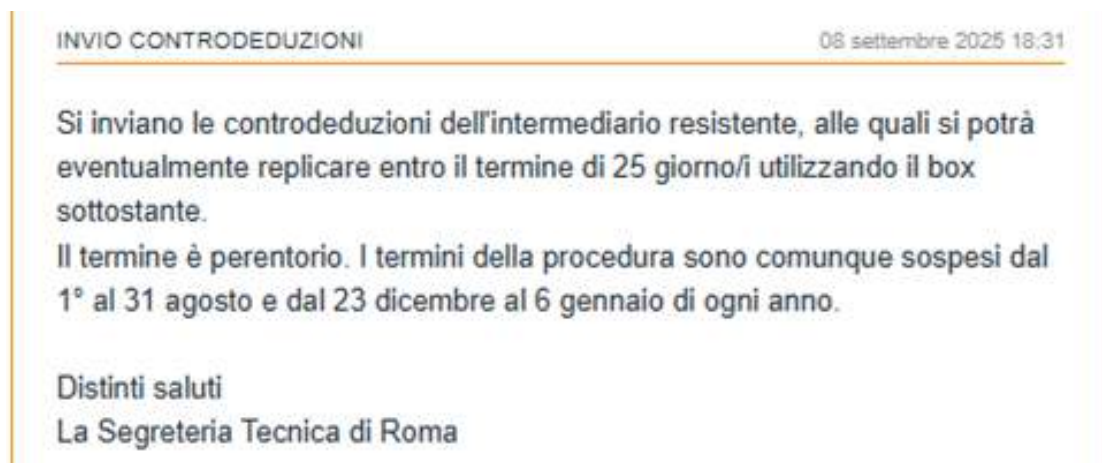 INVIO CONTRODEDUZIONI 08 settembre 2025 18:31
Si inviano le controdeduzioni dell'intermediario resistente, alle quali si potrà
eventualmente replicare entro il termine di 25 giorno/i utilizzando il box
sottostante.
Il termine è perentorio. I termini della procedura sono comunque sospesi dal
1° al 31 agosto e dal 23 dicembre al 6 gennaio di ogni anno.
Distinti saluti
La Segreteria Tecnica di Roma